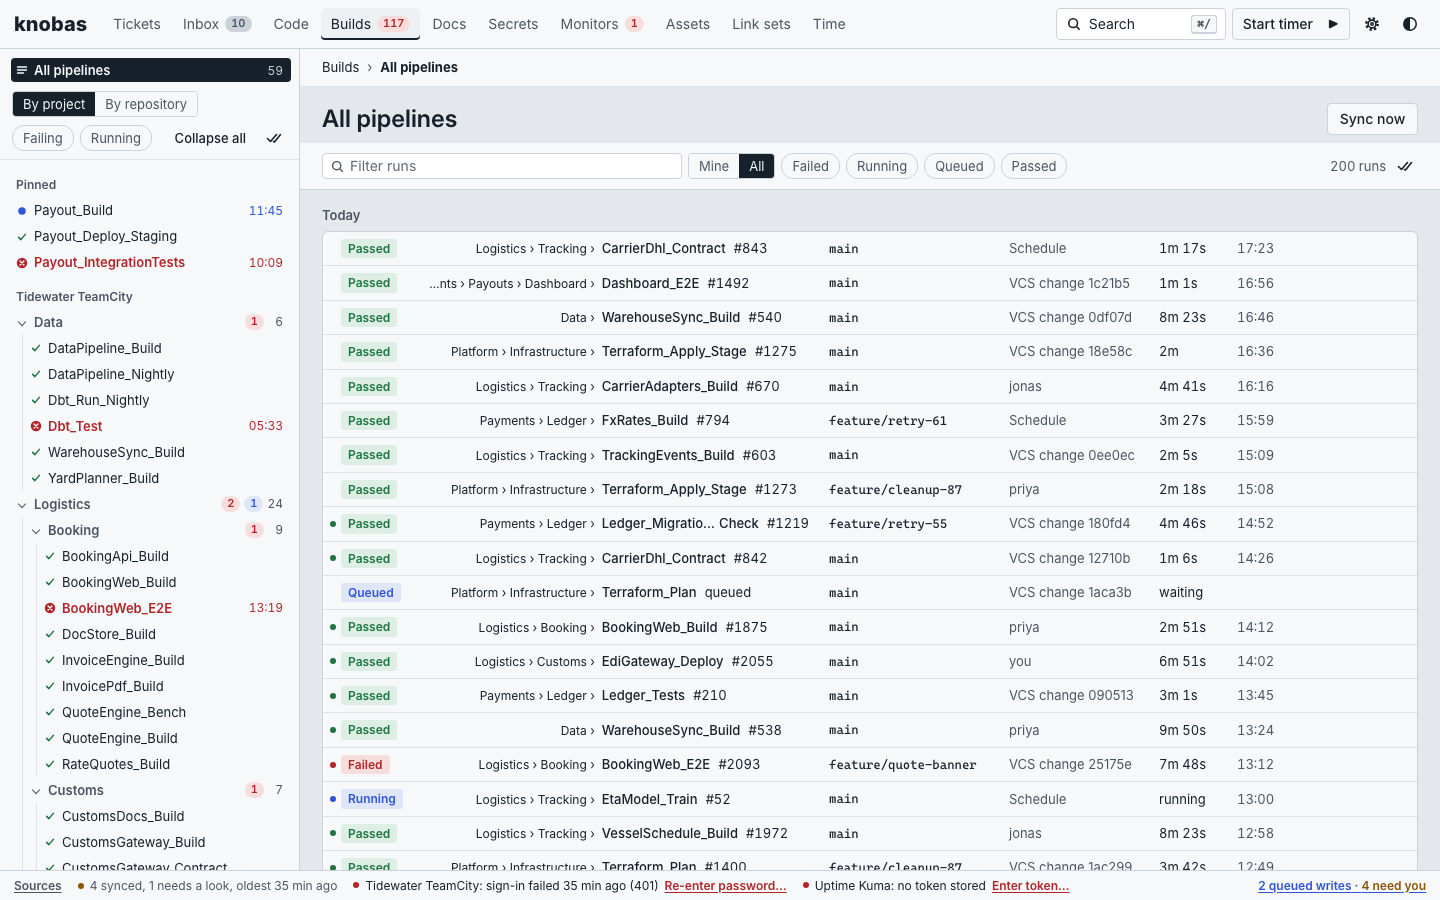 knobas Tickets Inbox 10 Code Builds 117 Docs Secrets Monitors 1 Assets Link sets Time Search ⌘/ Start timer
All pipelines 59
By project By repository
Failing Running Collapse all
Pinned
Payout_Build 11:45
Payout_Deploy_Staging
Payout_IntegrationTests 10:09
Tidewater TeamCity
Data 1 6
DataPipeline_Build
DataPipeline_Nightly
Dbt_Run_Nightly
Dbt_Test 05:33
WarehouseSync_Build
YardPlanner_Build
Logistics 2 1 24
Booking 1 9
BookingApi_Build
BookingWeb_Build
BookingWeb_E2E 13:19
DocStore_Build
InvoiceEngine_Build
InvoicePdf_Build
QuoteEngine_Bench
QuoteEngine_Build
RateQuotes_Build
Customs 1 7
CustomsDocs_Build
CustomsGateway_Build
CustomsGateway_Contract
Builds › All pipelines
All pipelines Sync now
Filter runs Mine All Failed Running Queued Passed 200 runs
Today
Passed Logistics › Tracking › CarrierDhl_Contract #843 main Schedule 1m 17s 17:23
Passed …nts › Payouts › Dashboard › Dashboard_E2E #1492 main VCS change 1c21b5 1m 1s 16:56
Passed Data › WarehouseSync_Build #540 main VCS change 0df07d 8m 23s 16:46
Passed Platform › Infrastructure › Terraform_Apply_Stage #1275 main VCS change 18e58c 2m 16:36
Passed Logistics › Tracking › CarrierAdapters_Build #670 main jonas 4m 41s 16:16
Passed Payments › Ledger › FxRates_Build #794 feature/retry-61 Schedule 3m 27s 15:59
Passed Logistics › Tracking › TrackingEvents_Build #603 main VCS change 0ee0ec 2m 5s 15:09
Passed Platform › Infrastructure › Terraform_Apply_Stage #1273 feature/cleanup-87 priya 2m 18s 15:08
Passed Payments › Ledger › Ledger_Migratio… Check #1219 feature/retry-55 VCS change 180fd4 4m 46s 14:52
Passed Logistics › Tracking › CarrierDhl_Contract #842 main VCS change 12710b 1m 6s 14:26
Queued Platform › Infrastructure › Terraform_Plan queued main VCS change 1aca3b waiting
Passed Logistics › Booking › BookingWeb_Build #1875 main priya 2m 51s 14:12
Passed Logistics › Customs › EdiGateway_Deploy #2055 main you 6m 51s 14:02
Passed Payments › Ledger › Ledger_Tests #210 main VCS change 090513 3m 1s 13:45
Passed Data › WarehouseSync_Build #538 main priya 9m 50s 13:24
Failed Logistics › Booking › BookingWeb_E2E #2093 feature/quote-banner VCS change 25175e 7m 48s 13:12
Running Logistics › Tracking › EtaModel_Train #52 main Schedule running 13:00
Passed Logistics › Tracking › VesselSchedule_Build #1972 main jonas 8m 23s 12:58
Passed Platform › Infrastructure › Terraform_Plan #1400 feature/cleanup-87 VCS change 1ac299 3m 42s 12:49
Sources 4 synced, 1 needs a look, oldest 35 min ago Tidewater TeamCity: sign-in failed 35 min ago (401) Re-enter password… Uptime Kuma: no token stored Enter token… 2 queued writes · 4 need you